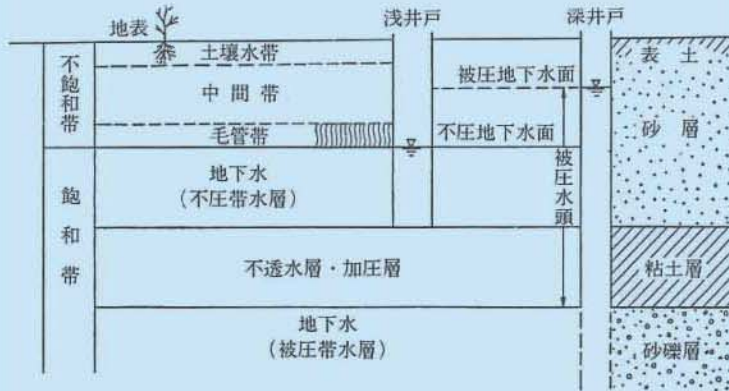 浅井戸
深井戸
地表
土壌水帯
不飽和帯
中間帯
毛管帯
被圧地下水面
不圧地下水面
表土
砂層
地下水
(不圧帯水層)
被圧水頭
飽和帯
不透水層・加圧層
粘土層
地下水
(被圧帯水層)
砂礫層